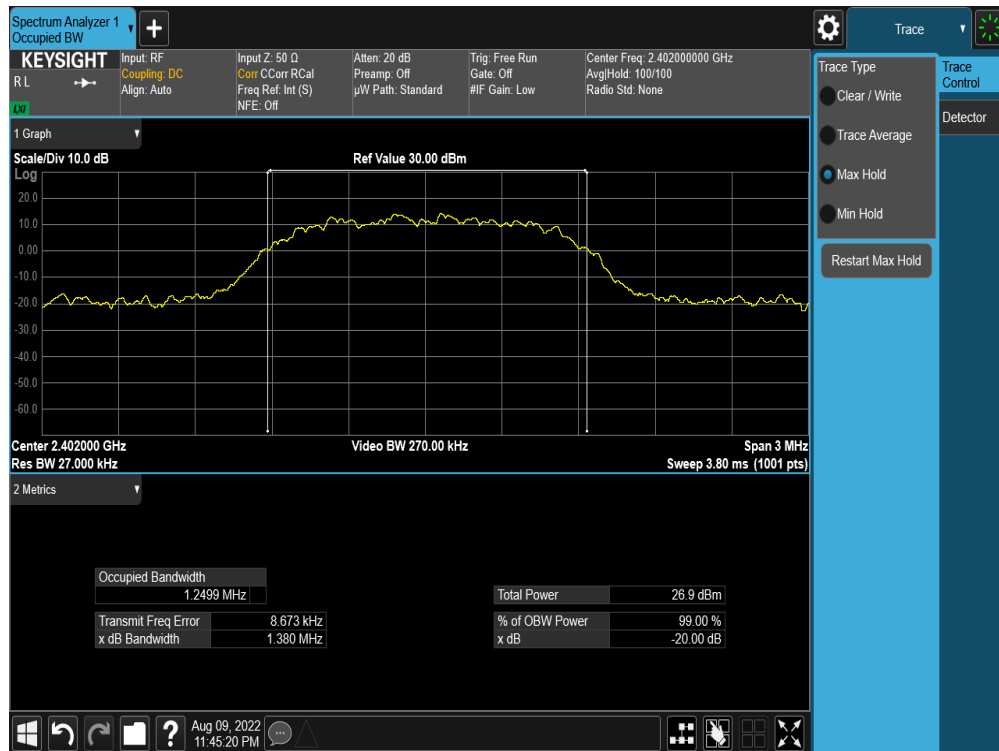 Spectrum Analyzer 1
Occupied BW
+
Trace
KEYSIGHT
R L
LXI
Input: RF
Coupling: DC
Align: Auto
Input Z: 50 Ω
Corr CCorr RCal
Freq Ref: Int (S)
NFE: Off
Atten: 20 dB
Preamp: Off
µW Path: Standard
Trig: Free Run
Gate: Off
#IF Gain: Low
Center Freq: 2.402000000 GHz
Avg|Hold: 100/100
Radio Std: None
Trace Type
Clear / Write
Trace Average
Max Hold
Min Hold
Restart Max Hold
Trace
Control
Detector
1 Graph
Scale/Div 10.0 dB
Ref Value 30.00 dBm
Log
20.0
10.0
0.00
-10.0
-20.0
-30.0
-40.0
-50.0
-60.0
Center 2.402000 GHz
Video BW 270.00 kHz
Span 3 MHz
Res BW 27.000 kHz
Sweep 3.80 ms (1001 pts)
2 Metrics
Occupied Bandwidth
1.2499 MHz
Total Power 26.9 dBm
Transmit Freq Error 8.673 kHz
% of OBW Power 99.00 %
x dB Bandwidth 1.380 MHz
x dB -20.00 dB
?
Aug 09, 2022
11:45:20 PM